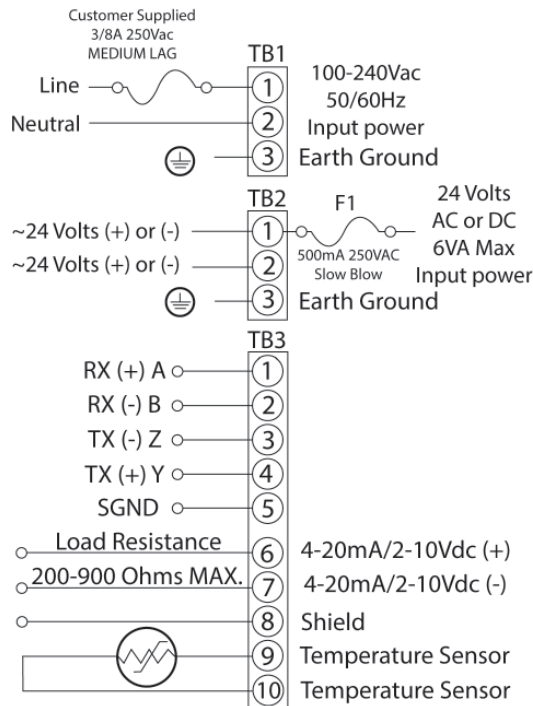 Customer Supplied
3/8A 250Vac
MEDIUM LAG
TB1
Line
1
100-240Vac
50/60Hz
Input power
Neutral
2
3
Earth Ground
TB2
~24 Volts (+) or (-)
1
F1
500mA 250VAC
Slow Blow
24 Volts
AC or DC
6VA Max
Input power
~24 Volts (+) or (-)
2
3
Earth Ground
TB3
RX (+) A
1
RX (-) B
2
TX (-) Z
3
TX (+) Y
4
SGND
5
Load Resistance
6
4-20mA/2-10Vdc (+)
200-900 Ohms MAX.
7
4-20mA/2-10Vdc (-)
8
Shield
9
Temperature Sensor
10
Temperature Sensor